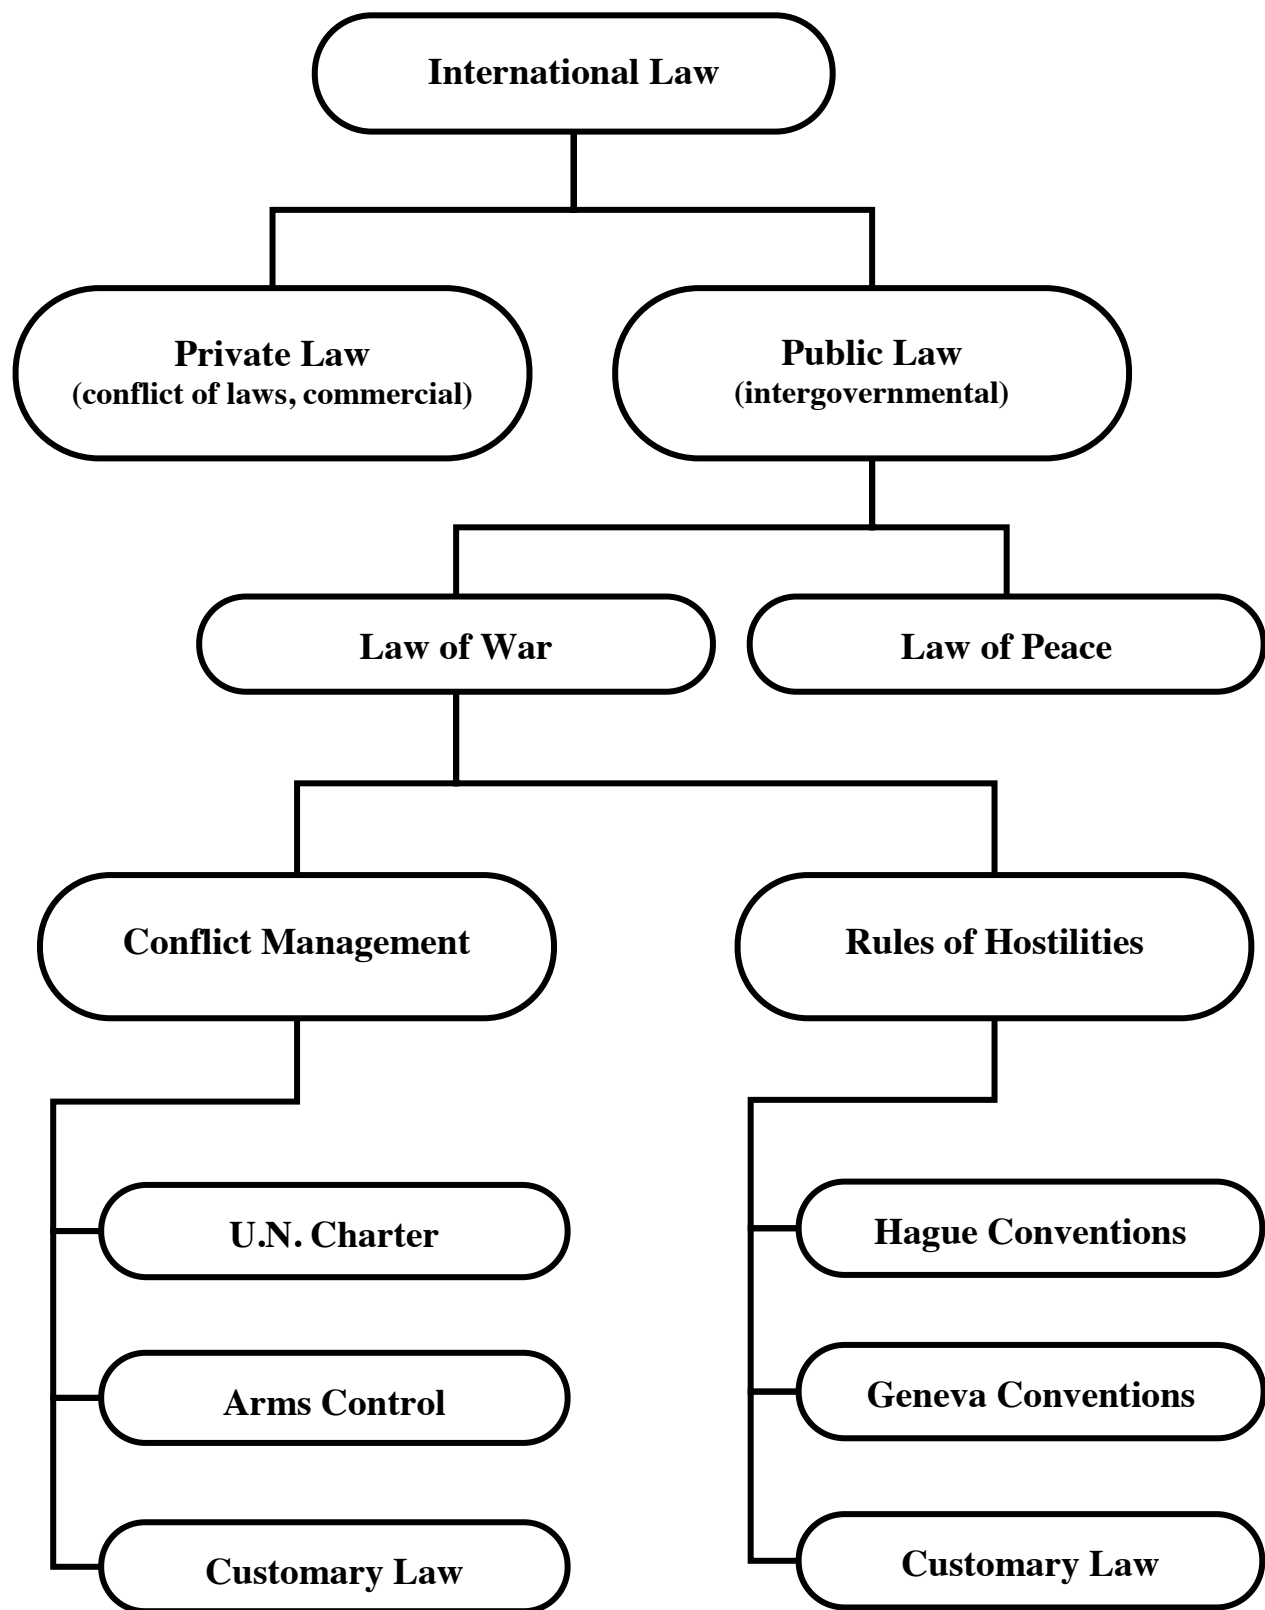 International Law
Private Law
(conflict of laws, commercial)
Public Law
(intergovernmental)
Law of War
Law of Peace
Conflict Management
Rules of Hostilities
U.N. Charter
Arms Control
Customary Law
Hague Conventions
Geneva Conventions
Customary Law